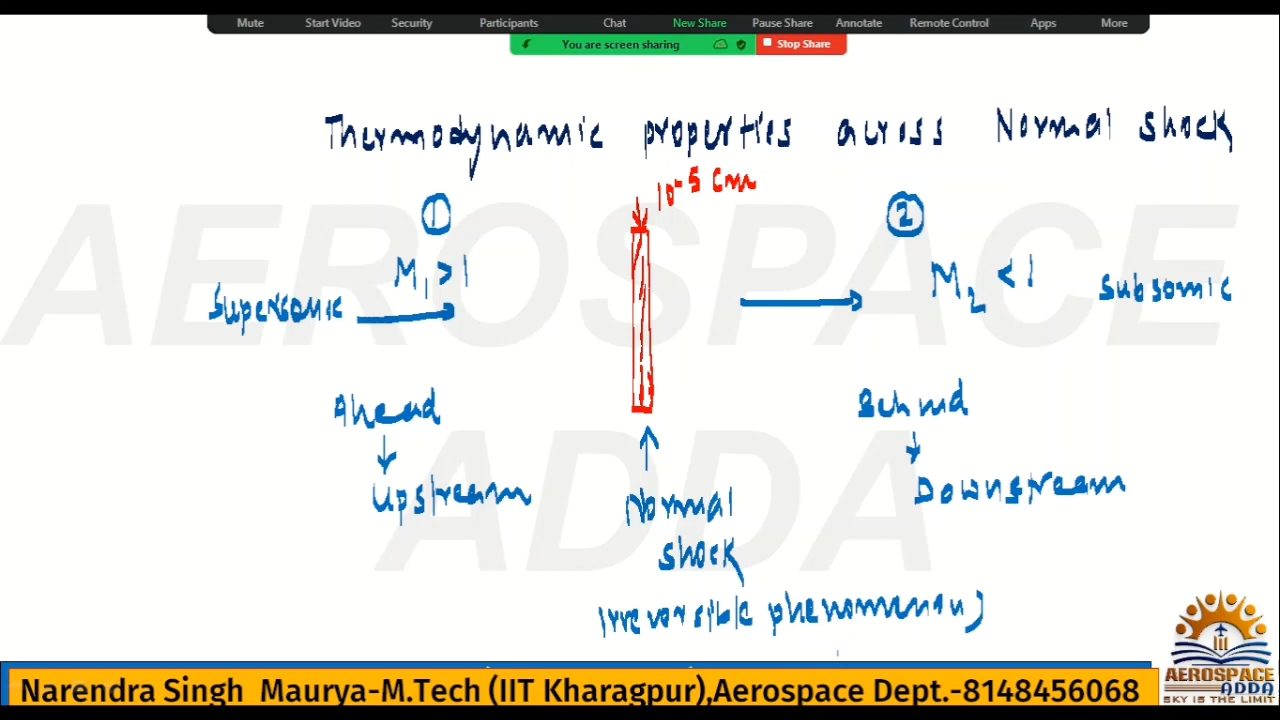 Mute Start Video Security Participants Chat New Share Pause Share Annotate Remote Control Apps More
You are screen sharing Stop Share
Thermodynamic properties across Normal shock
10-5 cm
1 2
M1 > 1 M2 < 1
Supersonic Subsonic
Ahead Behind
Upstream Downstream
Normal
shock
irreversible phenomenon)
AEROSPACE
ADDA
Narendra Singh Maurya-M.Tech (IIT Kharagpur),Aerospace Dept.-8148456068
AEROSPACE
ADDA
SKY IS THE LIMIT